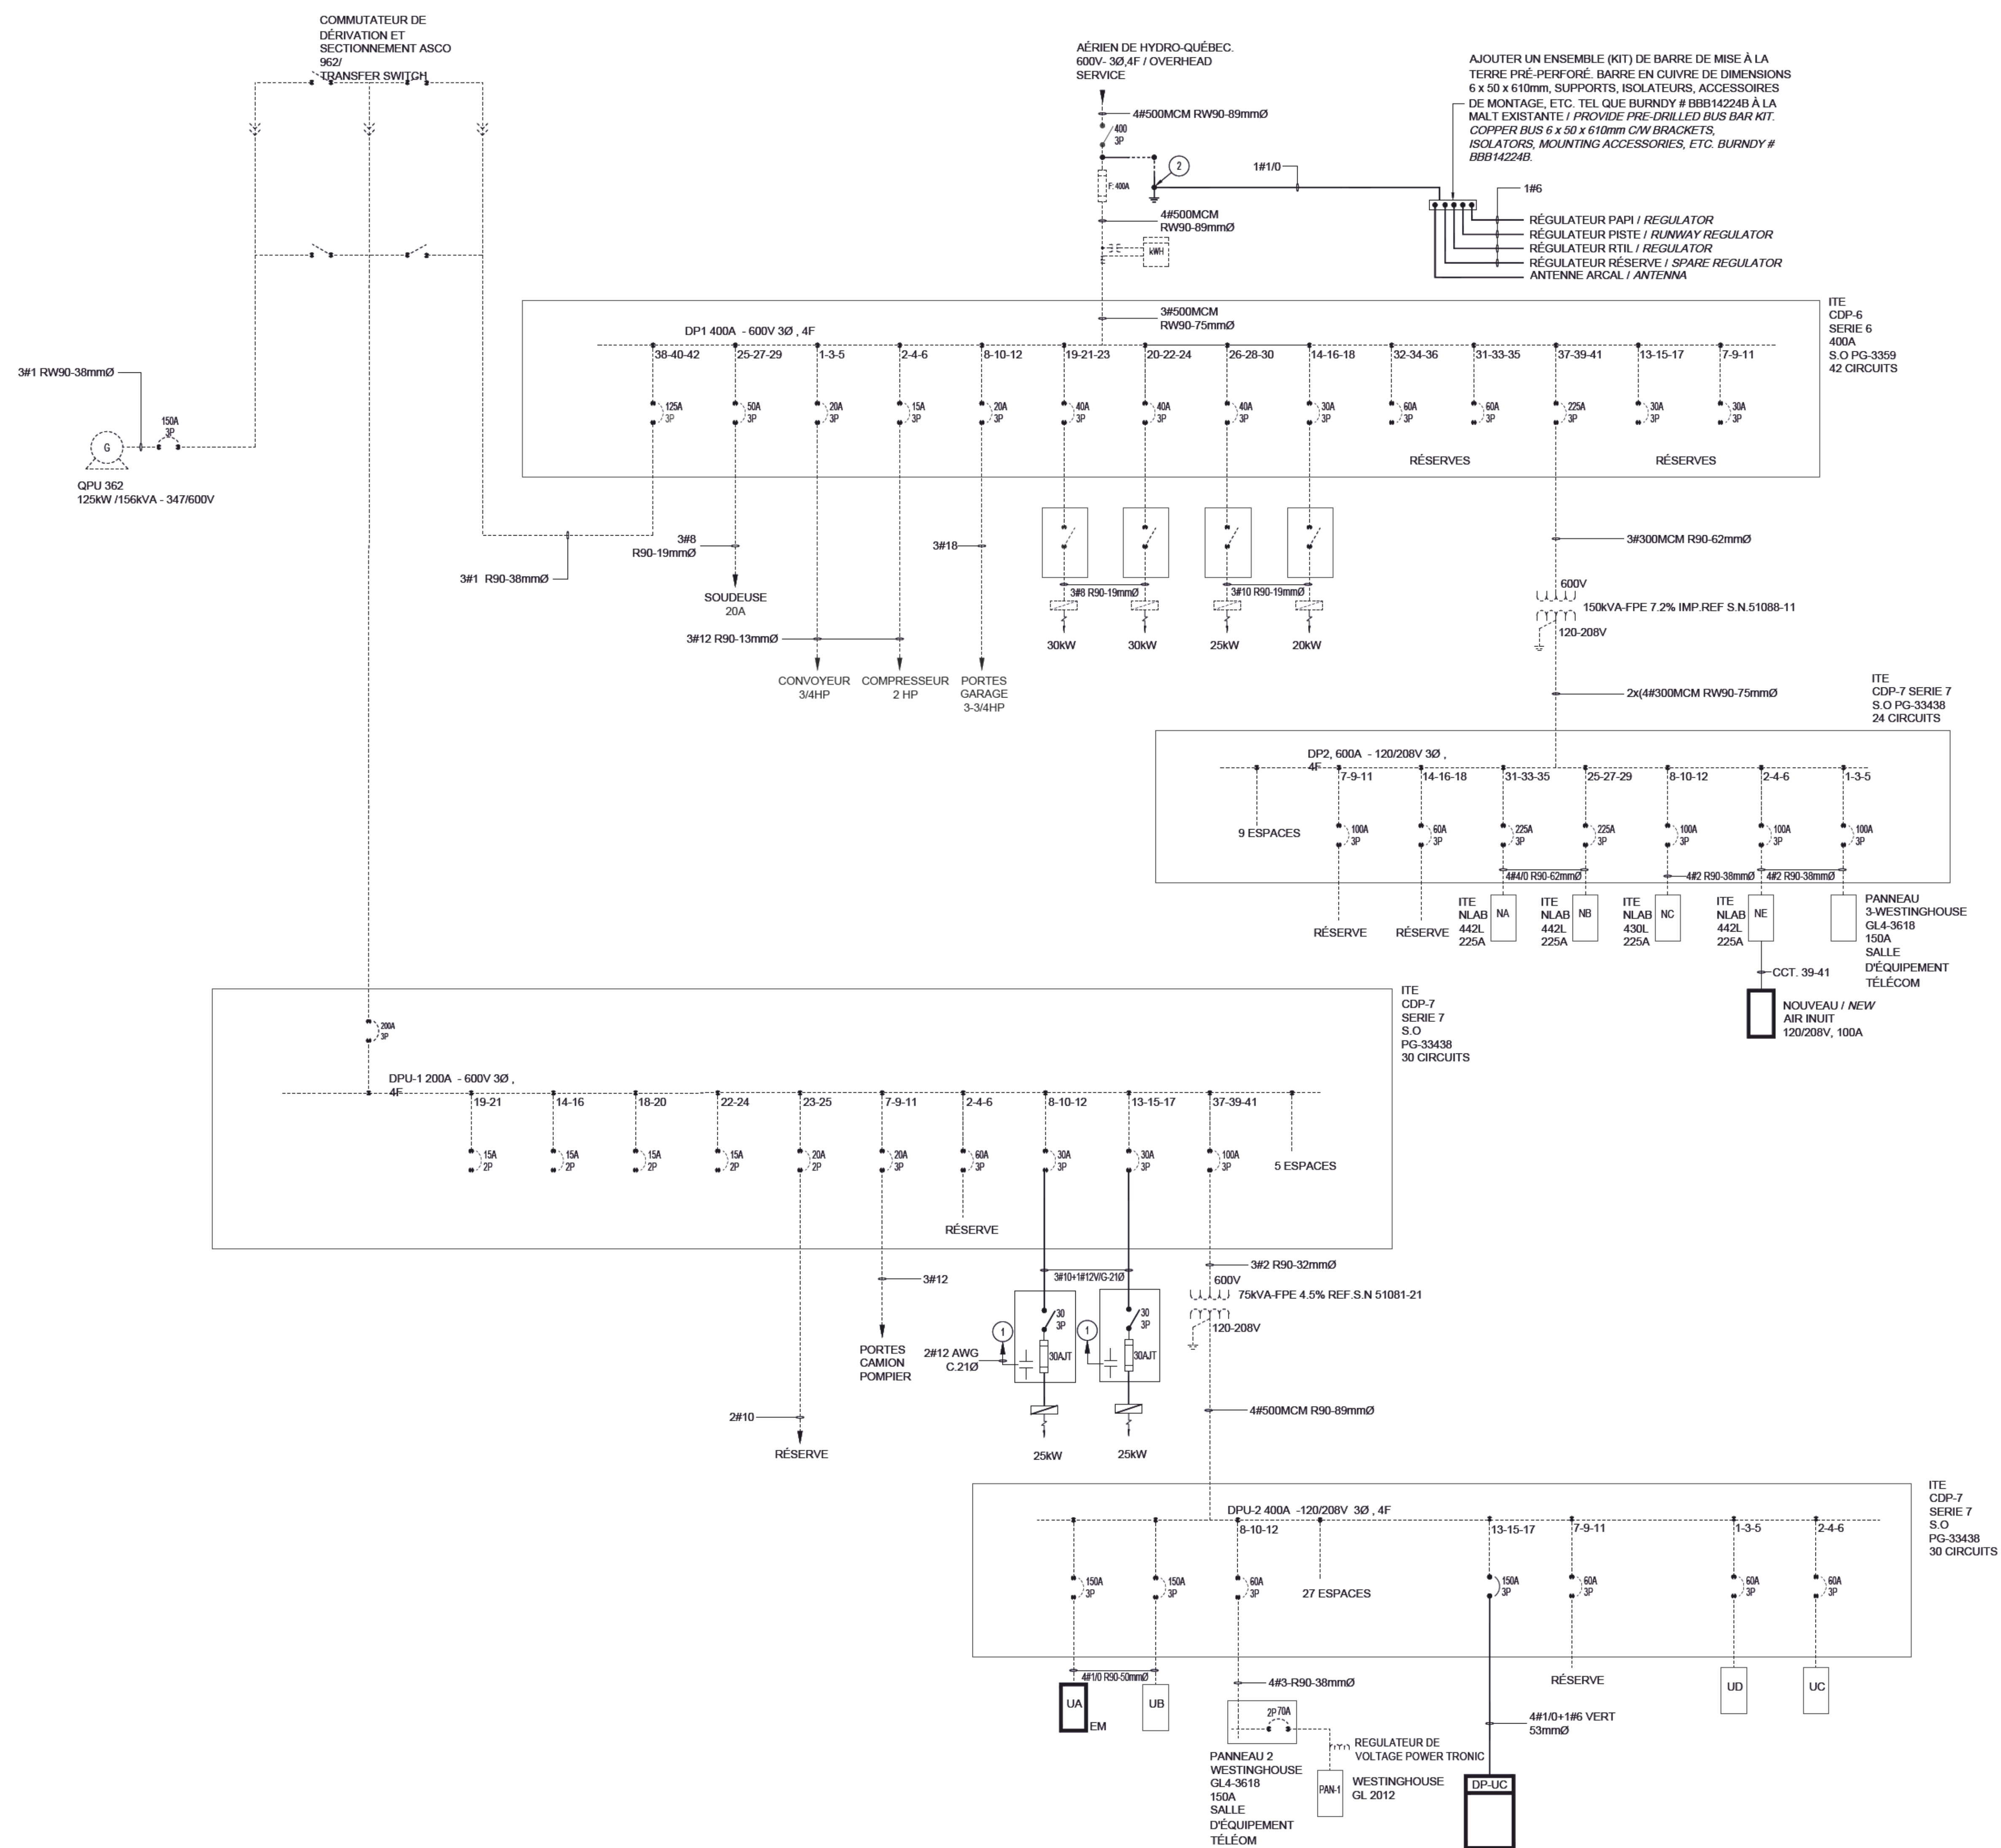 COMMUTATEUR DE
DÉRIVATION ET
SECTIONNEMENT ASCO
962/
TRANSFER SWITCH
AÉRIEN DE HYDRO-QUÉBEC.
600V- 3Ø,4F / OVERHEAD
SERVICE
4#500MCM RW90-89mmØ
400
3P
2
F: 400A
1#1/0
4#500MCM
RW90-89mmØ
kWH
AJOUTER UN ENSEMBLE (KIT) DE BARRE DE MISE À LA
TERRE PRÉ-PERFORÉ. BARRE EN CUIVRE DE DIMENSIONS
6 x 50 x 610mm, SUPPORTS, ISOLATEURS, ACCESSOIRES
DE MONTAGE, ETC. TEL QUE BURNDY # BBB14224B À LA
MALT EXISTANTE / PROVIDE PRE-DRILLED BUS BAR KIT.
COPPER BUS 6 x 50 x 610mm C/W BRACKETS,
ISOLATORS, MOUNTING ACCESSORIES, ETC. BURNDY #
BBB14224B.
1#6
RÉGULATEUR PAPI / REGULATOR
RÉGULATEUR PISTE / RUNWAY REGULATOR
RÉGULATEUR RTIL / REGULATOR
RÉGULATEUR RÉSERVE / SPARE REGULATOR
ANTENNE ARCAL / ANTENNA
3#500MCM
RW90-75mmØ
ITE
CDP-6
SERIE 6
400A
S.O PG-3359
42 CIRCUITS
DP1 400A - 600V 3Ø , 4F
38-40-42
25-27-29
1-3-5
2-4-6
8-10-12
19-21-23
20-22-24
26-28-30
14-16-18
32-34-36
31-33-35
37-39-41
13-15-17
7-9-11
125A
3P
50A
3P
20A
3P
15A
3P
20A
3P
40A
3P
40A
3P
40A
3P
30A
3P
60A
3P
60A
3P
225A
3P
30A
3P
30A
3P
RÉSERVES
RÉSERVES
3#1 RW90-38mmØ
150A
3P
G
QPU 362
125kW /156kVA - 347/600V
3#1 R90-38mmØ
3#8
R90-19mmØ
SOUDEUSE
20A
3#12 R90-13mmØ
CONVOYEUR
3/4HP
COMPRESSEUR
2 HP
3#18
PORTES
GARAGE
3-3/4HP
3#8 R90-19mmØ
3#10 R90-19mmØ
30kW
30kW
25kW
20kW
3#300MCM R90-62mmØ
600V
150kVA-FPE 7.2% IMP.REF S.N.51088-11
120-208V
2x(4#300MCM RW90-75mmØ
ITE
CDP-7 SERIE 7
S.O PG-33438
24 CIRCUITS
DP2, 600A - 120/208V 3Ø ,
4F
7-9-11
14-16-18
31-33-35
25-27-29
8-10-12
2-4-6
1-3-5
9 ESPACES
100A
3P
60A
3P
225A
3P
225A
3P
100A
3P
100A
3P
100A
3P
4#4/0 R90-62mmØ
4#2 R90-38mmØ
4#2 R90-38mmØ
RÉSERVE
RÉSERVE
ITE
NLAB
442L
225A
NA
ITE
NLAB
442L
225A
NB
ITE
NLAB
430L
225A
NC
ITE
NLAB
442L
225A
NE
PANNEAU
3-WESTINGHOUSE
GL4-3618
150A
SALLE
D'ÉQUIPEMENT
TÉLÉCOM
CCT. 39-41
NOUVEAU / NEW
AIR INUIT
120/208V, 100A
ITE
CDP-7
SERIE 7
S.O
PG-33438
30 CIRCUITS
200A
3P
DPU-1 200A - 600V 3Ø ,
4F
19-21
14-16
18-20
22-24
23-25
7-9-11
2-4-6
8-10-12
13-15-17
37-39-41
15A
2P
15A
2P
15A
2P
15A
2P
20A
2P
20A
3P
60A
3P
30A
3P
30A
3P
100A
3P
5 ESPACES
RÉSERVE
3#12
PORTES
CAMION
POMPIER
2#10
RÉSERVE
3#10+1#12V/G-21Ø
1
2#12 AWG
C.21Ø
30
3P
30AJT
25kW
1
30
3P
30AJT
25kW
3#2 R90-32mmØ
600V
75kVA-FPE 4.5% REF.S.N 51081-21
120-208V
4#500MCM R90-89mmØ
ITE
CDP-7
SERIE 7
S.O
PG-33438
30 CIRCUITS
DPU-2 400A -120/208V 3Ø , 4F
8-10-12
13-15-17
7-9-11
1-3-5
2-4-6
150A
3P
150A
3P
60A
3P
27 ESPACES
150A
3P
60A
3P
60A
3P
60A
3P
4#1/0 R90-50mmØ
UA
EM
UB
4#3-R90-38mmØ
2P 70A
PANNEAU 2
WESTINGHOUSE
GL4-3618
150A
SALLE
D'ÉQUIPEMENT
TÉLÉOM
REGULATEUR DE
VOLTAGE POWER TRONIC
PAN-1
WESTINGHOUSE
GL 2012
4#1/0+1#6 VERT
53mmØ
DP-UC
RÉSERVE
UD
UC